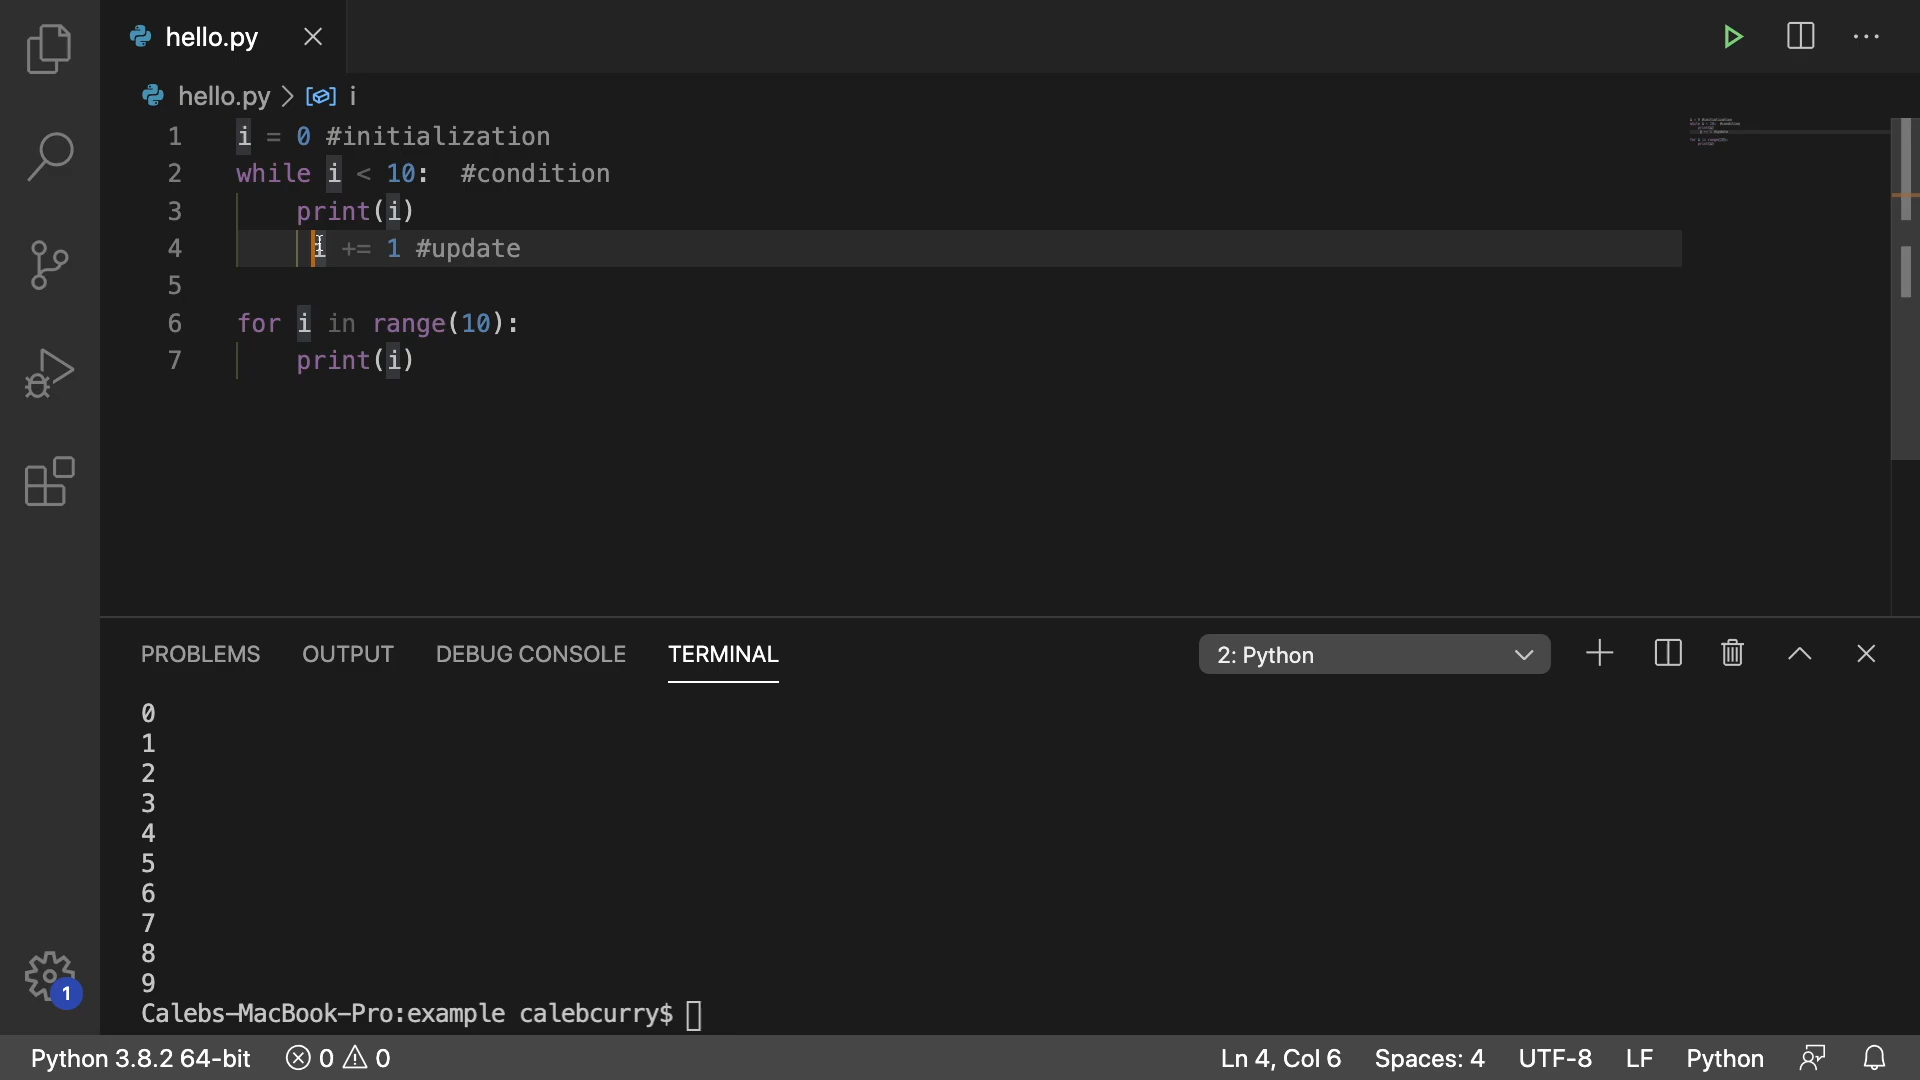 hello.py
hello.py > i
1 i = 0 #initialization
2 while i < 10:  #condition
3     print(i)
4      i += 1 #update
5
6 for i in range(10):
7     print(i)
PROBLEMS OUTPUT DEBUG CONSOLE TERMINAL 2: Python
0
1
2
3
4
5
6
7
8
9
Calebs-MacBook-Pro:example calebcurry$
1
Python 3.8.2 64-bit 0 0 Ln 4, Col 6 Spaces: 4 UTF-8 LF Python